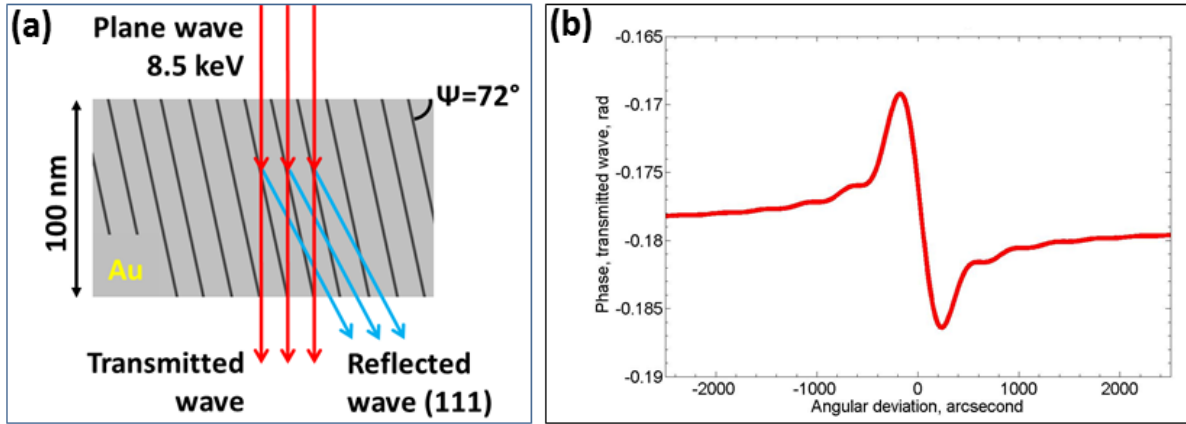 (a)
Plane wave
8.5 keV
Ψ=72°
100 nm
Au
Transmitted
wave
Reflected
wave (111)
(b)
Phase, transmitted wave, rad
-0.165
-0.17
-0.175
-0.18
-0.185
-0.19
-2000
-1000
0
1000
2000
Angular deviation, arcsecond